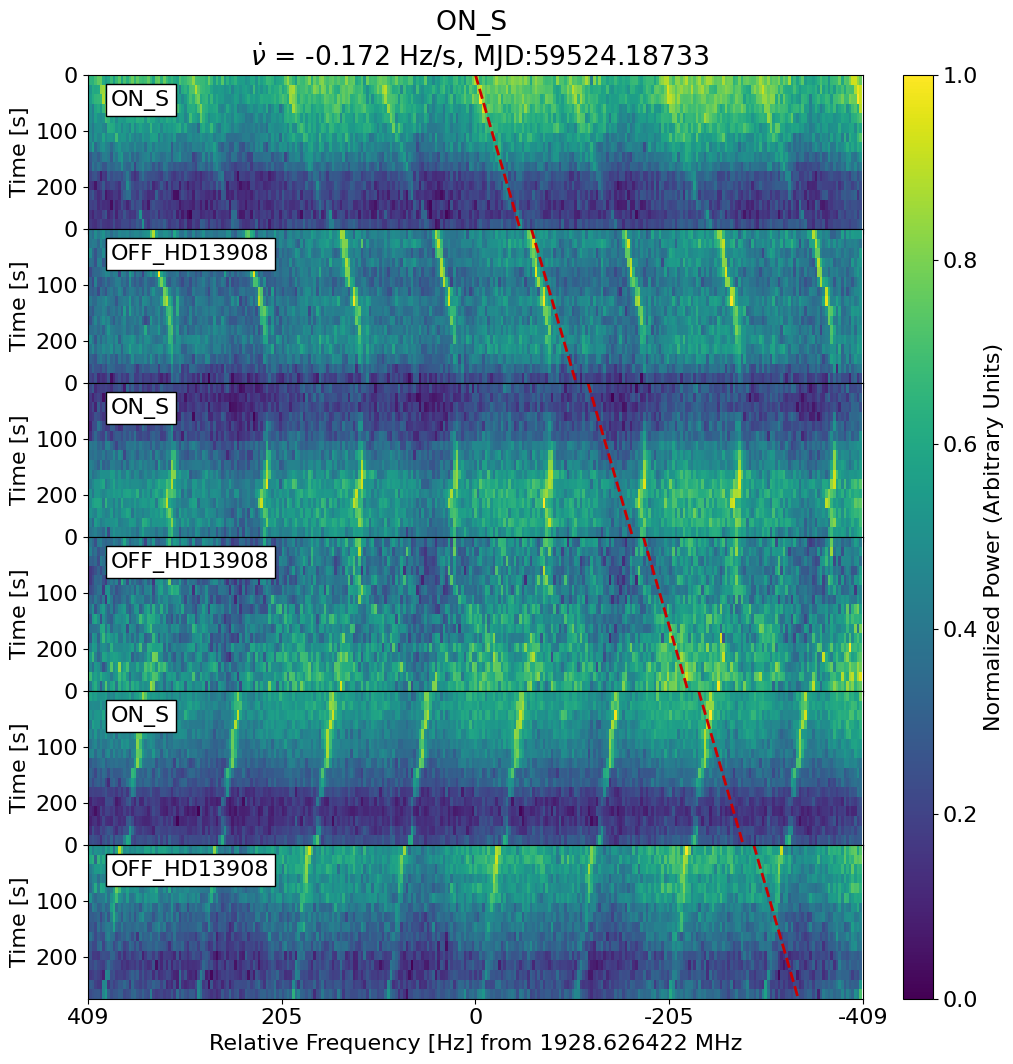 ON_S
ν̇ = -0.172 Hz/s, MJD:59524.18733
0
ON_S
100
200
Time [s]
0
OFF_HD13908
100
200
Time [s]
0
ON_S
100
200
Time [s]
0
OFF_HD13908
100
200
Time [s]
0
ON_S
100
200
Time [s]
0
OFF_HD13908
100
200
Time [s]
409 205 0 -205 -409
Relative Frequency [Hz] from 1928.626422 MHz
1.0
0.8
0.6
0.4
0.2
0.0
Normalized Power (Arbitrary Units)